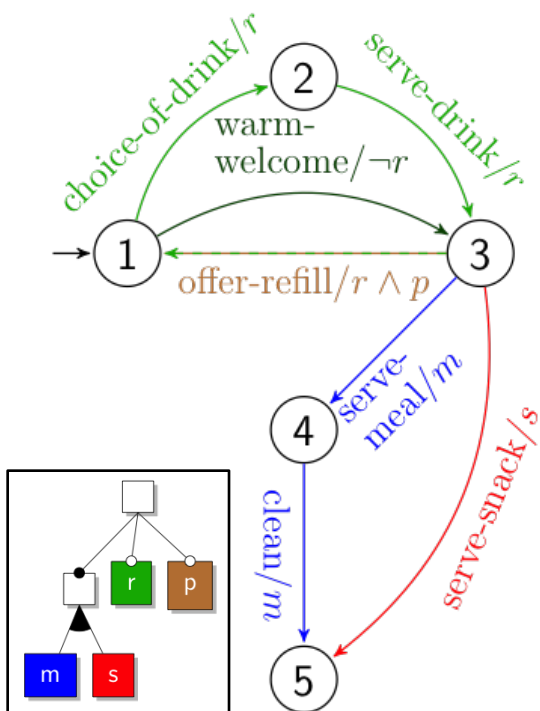 choice-of-drink/r
2
serve-drink/r
warm-
welcome/¬r
1
3
offer-refill/r ∧ p
serve-
meal/m
4
serve-snack/s
clean/m
r
p
m
s
5